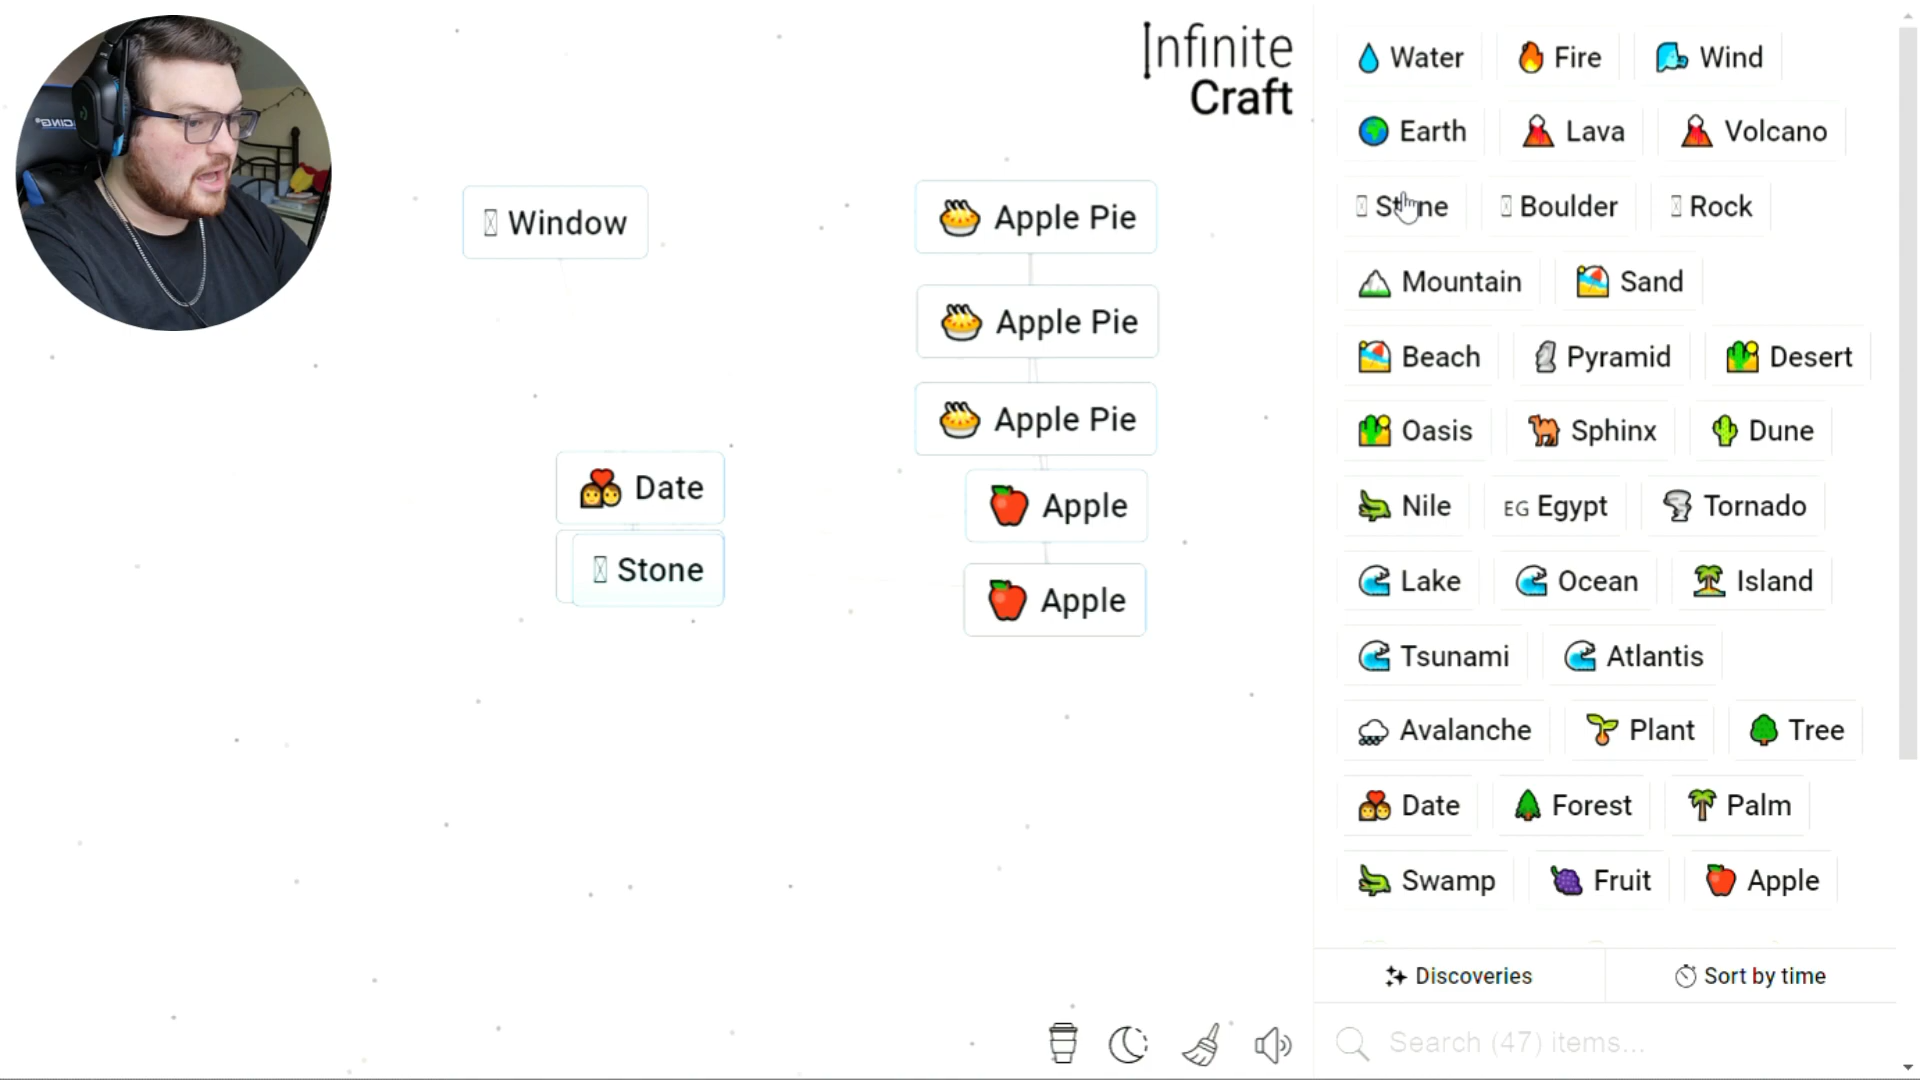 Infinite
Craft
Window
Apple Pie
Apple Pie
Apple Pie
Date
Stone
Apple
Apple
Water
Fire
Wind
Earth
Lava
Volcano
Stone
Boulder
Rock
Mountain
Sand
Beach
Pyramid
Desert
Oasis
Sphinx
Dune
Nile
EG Egypt
Tornado
Lake
Ocean
Island
Tsunami
Atlantis
Avalanche
Plant
Tree
Date
Forest
Palm
Swamp
Fruit
Apple
Discoveries
Sort by time
Search (47) items...